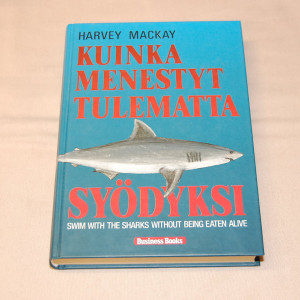 HARVEY MACKAY
KUINKA
MENESTYT
TULEMATTA
SYÖDYKSI
SWIM WITH THE SHARKS WITHOUT BEING EATEN ALIVE
Business Books